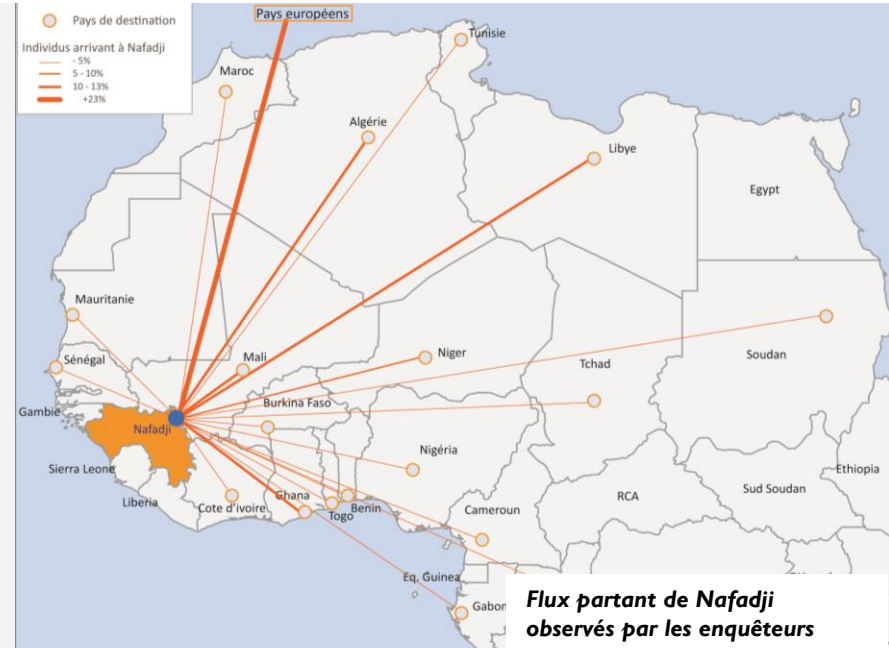 Pays de destination
Individus arrivant à Nafadji
- 5%
5 - 10%
10 - 13%
+23%
Pays européens
Tunisie
Maroc
Algérie
Libye
Egypt
Mauritanie
Sénégal
Mali
Niger
Tchad
Soudan
Burkina Faso
Gambie
Nafadji
Nigéria
Sierra Leone
Ethiopia
Liberia
Cote d'ivoire
Ghana
Togo
Benin
Cameroun
RCA
Sud Soudan
Eq. Guinea
Gabon
Flux partant de Nafadji
observés par les enquêteurs